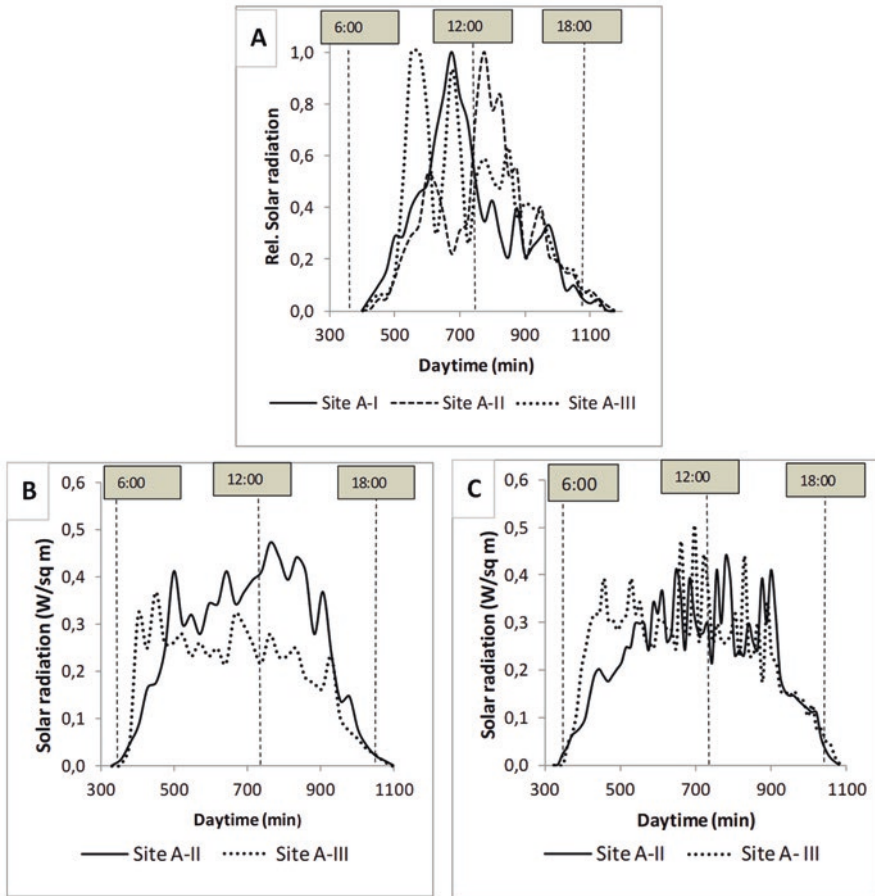 A
6:00
12:00
18:00
1,0
0,8
0,6
0,4
0,2
0,0
Rel. Solar radiation
300
500
700
900
1100
Daytime (min)
Site A-I
Site A-II
Site A-III
B
6:00
12:00
18:00
0,6
0,5
0,4
0,3
0,2
0,1
0,0
Solar radiation (W/sq m)
300
500
700
900
1100
Daytime (min)
Site A-II
Site A-III
C
6:00
12:00
18:00
0,6
0,5
0,4
0,3
0,2
0,1
0,0
Solar radiation (W/sq m)
300
500
700
900
1100
Daytime (min)
Site A-II
Site A- III